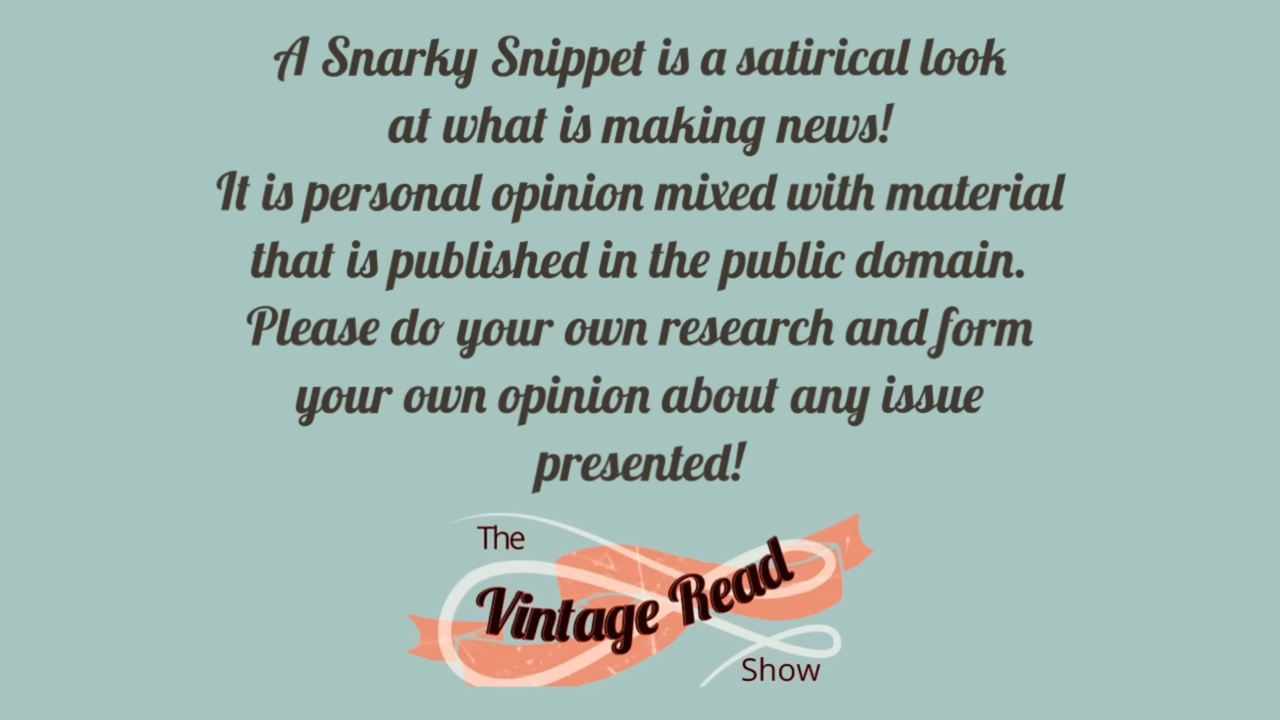 A Snarky Snippet is a satirical look
at what is making news!
It is personal opinion mixed with material
that is published in the public domain.
Please do your own research and form
your own opinion about any issue
presented!
The
Vintage Read
Show